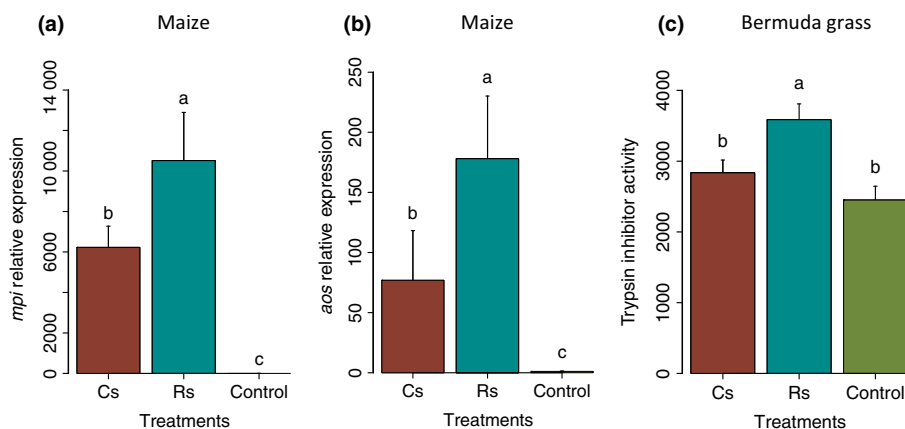 (a) Maize
mpi relative expression
14 000
10 000
6000
2000
0
b
a
c
Cs Rs Control
Treatments
(b) Maize
aos relative expression
250
200
150
100
50
0
b
a
c
Cs Rs Control
Treatments
(c) Bermuda grass
Trypsin inhibitor activity
4000
3000
2000
1000
0
b
a
b
Cs Rs Control
Treatments